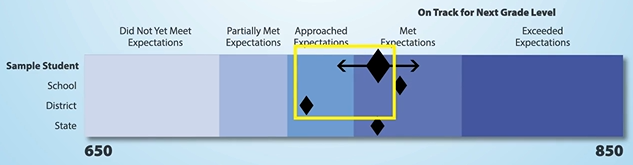 On Track for Next Grade Level
Did Not Yet Meet
Expectations
Partially Met
Expectations
Approached
Expectations
Met
Expectations
Exceeded
Expectations
Sample Student
School
District
State
650
850